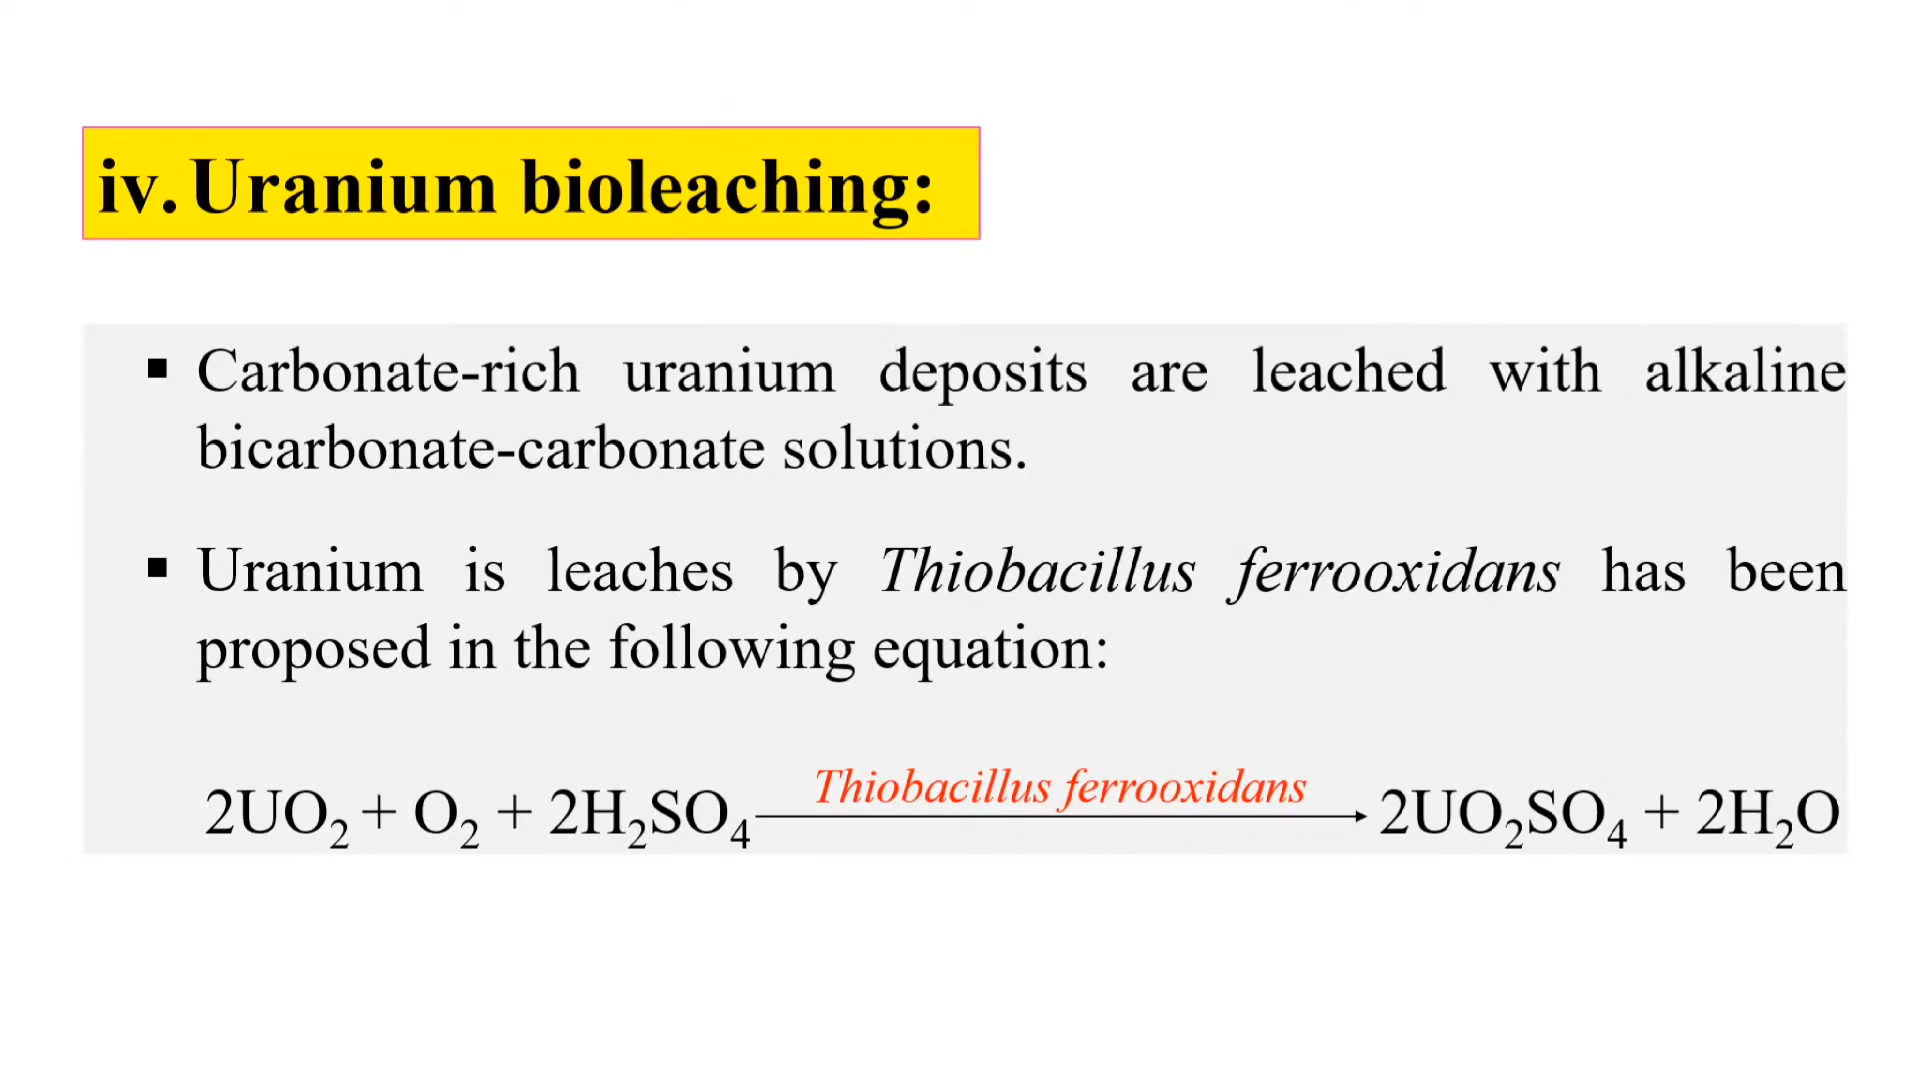 iv. Uranium bioleaching:
▪ Carbonate-rich uranium deposits are leached with alkaline
bicarbonate-carbonate solutions.
▪ Uranium is leaches by Thiobacillus ferrooxidans has been
proposed in the following equation:
Thiobacillus ferrooxidans
2UO₂ + O₂ + 2H₂SO₄ → 2UO₂SO₄ + 2H₂O